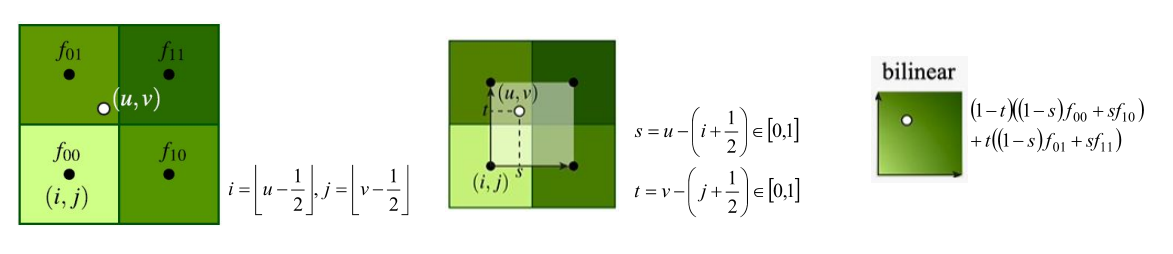 f₀₁ f₁₁
(u, v)
f₀₀ f₁₀
(i, j)
i = ⌊u − 1/2⌋, j = ⌊v − 1/2⌋
(u, v)
t
s
(i, j)
s = u − (i + 1/2) ∈ [0,1]
t = v − (j + 1/2) ∈ [0,1]
bilinear
(1 − t)((1 − s)f₀₀ + sf₁₀)
+ t((1 − s)f₀₁ + sf₁₁)